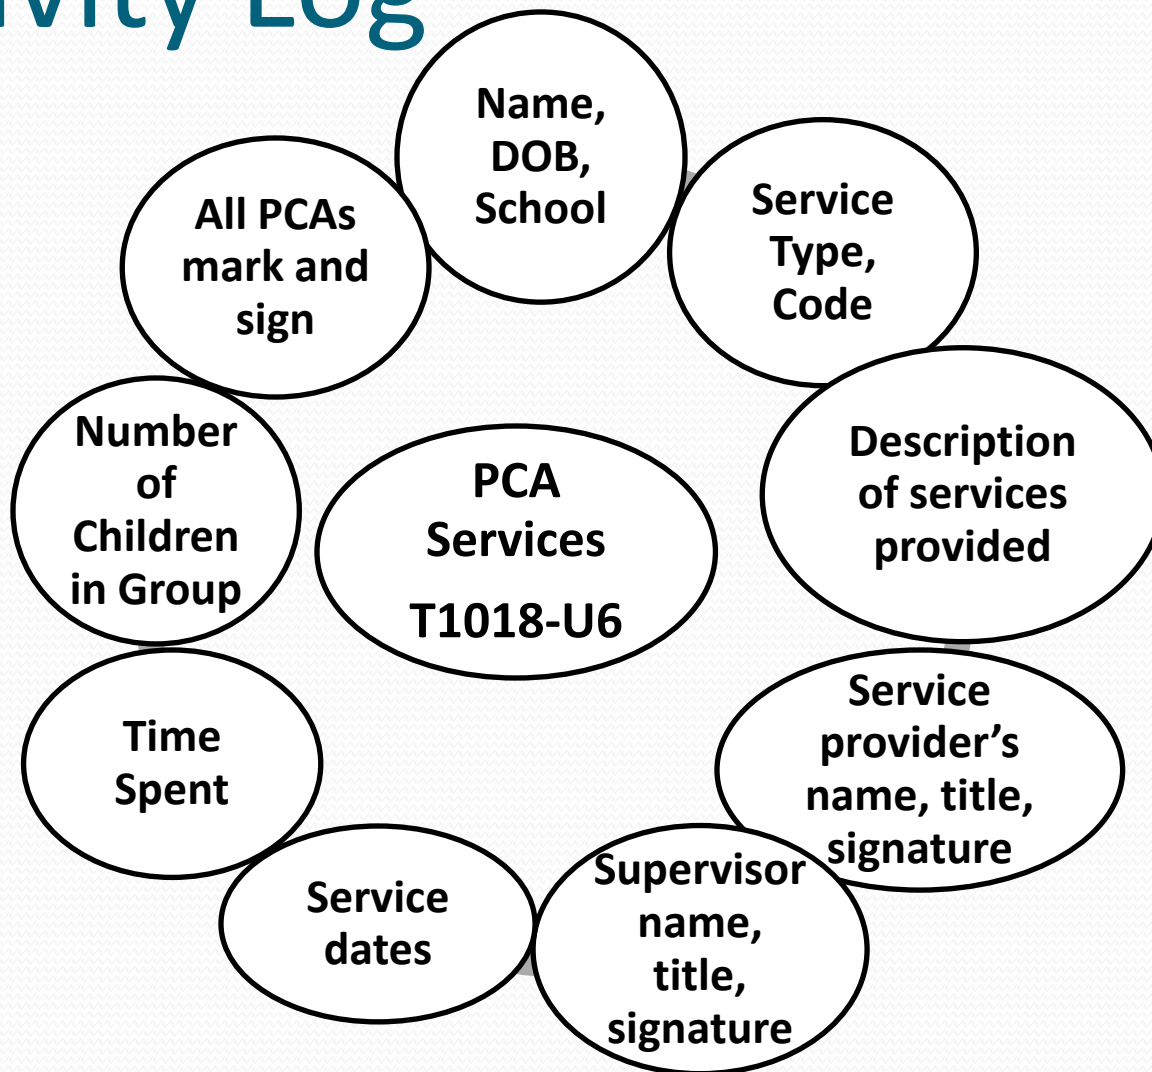 Log
Name,
DOB,
School
Service
Type,
Code
Description
of services
provided
Service
provider's
name, title,
signature
Supervisor
name,
title,
signature
Service
dates
Time
Spent
Number
of
Children
in Group
All PCAs
mark and
sign
PCA
Services
T1018-U6